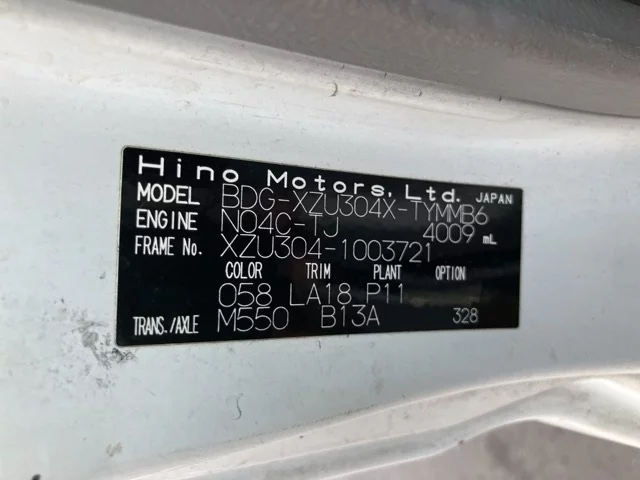 Hino Motors, Ltd. JAPAN
MODEL BDG-XZU304X-TYMMB6
ENGINE N04C-TJ 4009 mL
FRAME No. XZU304-1003721
COLOR TRIM PLANT OPTION
058 LA18 P11
TRANS./AXLE M550 B13A 328